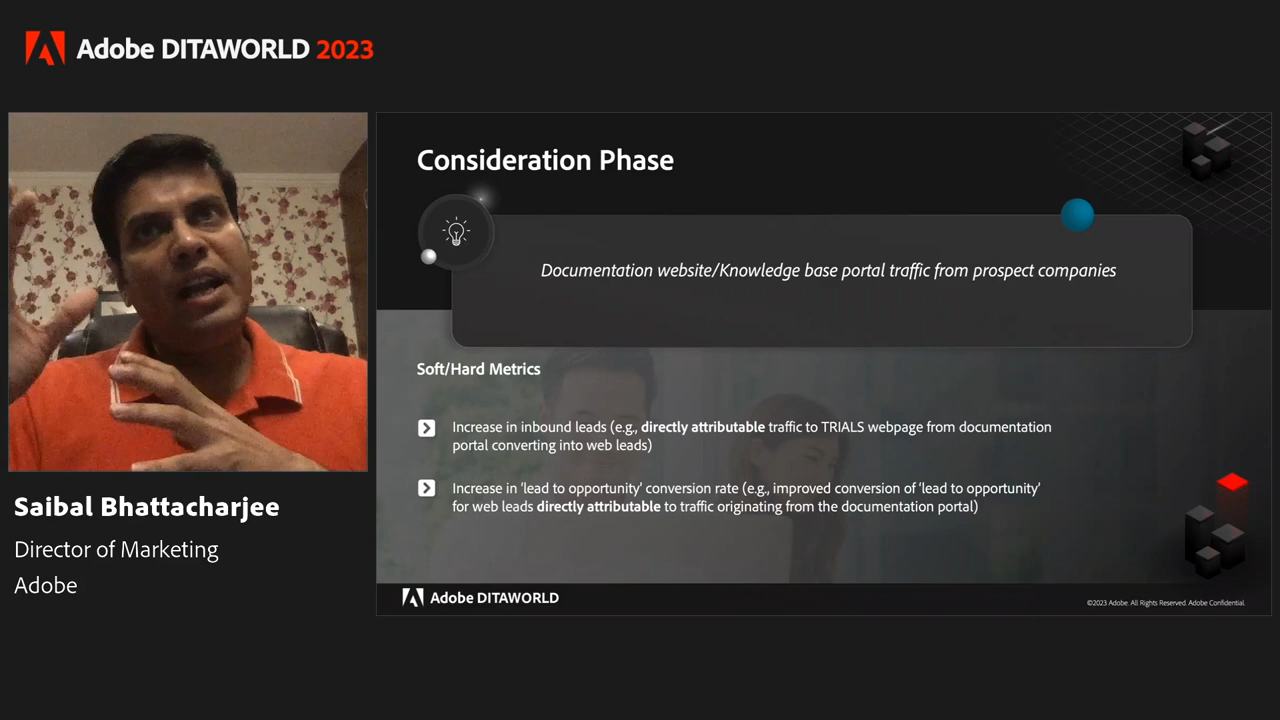 Adobe DITAWORLD 2023
Consideration Phase
Documentation website/Knowledge base portal traffic from prospect companies
Soft/Hard Metrics
Increase in inbound leads (e.g., directly attributable traffic to TRIALS webpage from documentation
portal converting into web leads)
Increase in ‘lead to opportunity’ conversion rate (e.g., improved conversion of ‘lead to opportunity’
for web leads directly attributable to traffic originating from the documentation portal)
Saibal Bhattacharjee
Director of Marketing
Adobe
Adobe DITAWORLD
©2023 Adobe. All Rights Reserved. Adobe Confidential.